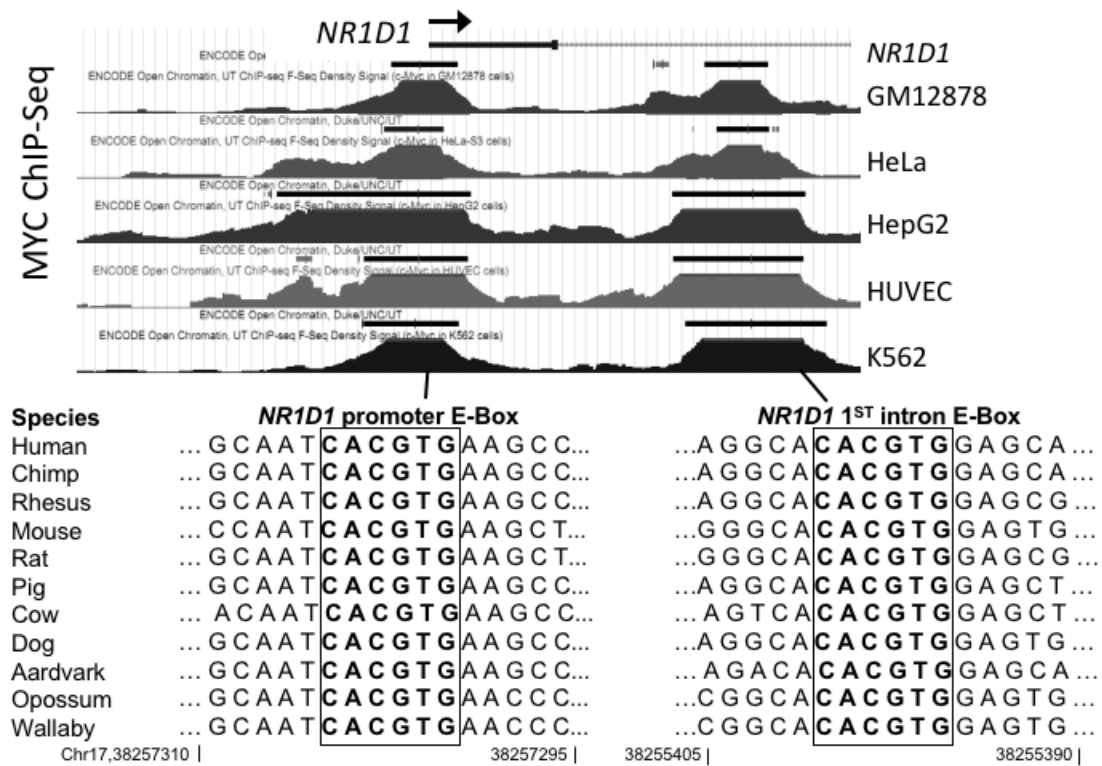 NR1D1
MYC ChIP-Seq
NR1D1
ENCODE Op
ENCODE Open Chromatin, UT ChIP-seq F-Seq Density Signal (c-Myc in GM12878 cells)
GM12878
ENCODE Open Chromatin, Duke/UNC/UT
ENCODE Open Chromatin, UT ChIP-seq F-Seq Density Signal (c-Myc in HeLa-S3 cells)
HeLa
ENCODE Open Chromatin, Duke/UNC/UT
ENCODE Open Chromatin, UT ChIP-seq F-Seq Density Signal (c-Myc in HepG2 cells)
HepG2
ENCODE Open Chromatin, Duke/UNC/UT
ENCODE Open Chromatin, UT ChIP-seq F-Seq Density Signal (c-Myc in HUVEC cells)
HUVEC
ENCODE Open Chromatin, Duke/UNC/UT
ENCODE Open Chromatin, UT ChIP-seq F-Seq Density Signal (c-Myc in K562 cells)
K562
Species NR1D1 promoter E-Box NR1D1 1ST intron E-Box
Human ... G C A A T C A C G T G A A G C C... ...A G G C A C A C G T G G A G C A ...
Chimp ... G C A A T C A C G T G A A G C C... ...A G G C A C A C G T G G A G C A ...
Rhesus ... G C A A T C A C G T G A A G C C... ...A G G C A C A C G T G G A G C G ...
Mouse ... C C A A T C A C G T G A A G C T... ...G G G C A C A C G T G G A G T G ...
Rat ... G C A A T C A C G T G A A G C T... ...G G G C A C A C G T G G A G C G ...
Pig ... G C A A T C A C G T G A A G C C... ...A G G C A C A C G T G G A G C T ...
Cow ... A C A A T C A C G T G A A G C C... ... A G T C A C A C G T G G A G C T ...
Dog ... G C A A T C A C G T G A A G C C... ...A G G C A C A C G T G G A G T G ...
Aardvark ... G C A A T C A C G T G A A G C C... ... A G A C A C A C G T G G A G C A ...
Opossum ... G C A A T C A C G T G A A C C C... ...C G G C A C A C G T G G A G T G ...
Wallaby ... G C A A T C A C G T G A A C C C... ...C G G C A C A C G T G G A G T G ...
Chr17,38257310 | 38257295 | 38255405 | 38255390 |